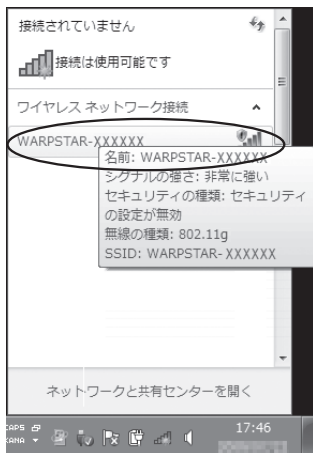 接続されていません
接続は使用可能です
ワイヤレス ネットワーク接続
WARPSTAR-XXXXXX
名前: WARPSTAR-XXXXXX
シグナルの強さ: 非常に強い
セキュリティの種類: セキュリティ
の設定が無効
無線の種類: 802.11g
SSID: WARPSTAR- XXXXXX
ネットワークと共有センターを開く
CAPS
KANA
17:46